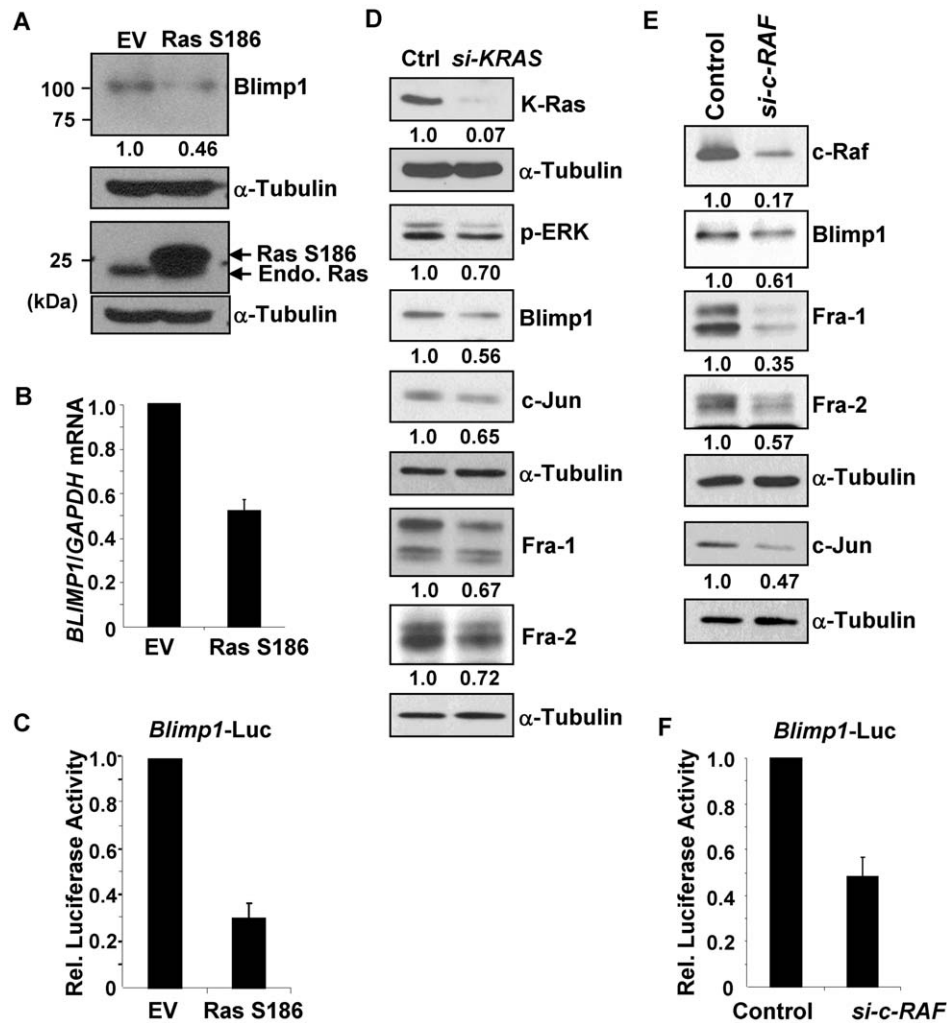 A
EV Ras S186
100
75
Blimp1
1.0 0.46
α-Tubulin
25
Ras S186
Endo. Ras
(kDa)
α-Tubulin
B
BLIMP1/GAPDH mRNA
1.0
0.8
0.6
0.4
0.2
0
EV Ras S186
C
Blimp1-Luc
Rel. Luciferase Activity
1.0
0.8
0.6
0.4
0.2
0
EV Ras S186
D
Ctrl si-KRAS
K-Ras
1.0 0.07
α-Tubulin
p-ERK
1.0 0.70
Blimp1
1.0 0.56
c-Jun
1.0 0.65
α-Tubulin
Fra-1
1.0 0.67
Fra-2
1.0 0.72
α-Tubulin
E
Control si-c-RAF
c-Raf
1.0 0.17
Blimp1
1.0 0.61
Fra-1
1.0 0.35
Fra-2
1.0 0.57
α-Tubulin
c-Jun
1.0 0.47
α-Tubulin
F
Blimp1-Luc
Rel. Luciferase Activity
1.0
0.8
0.6
0.4
0.2
0
Control si-c-RAF